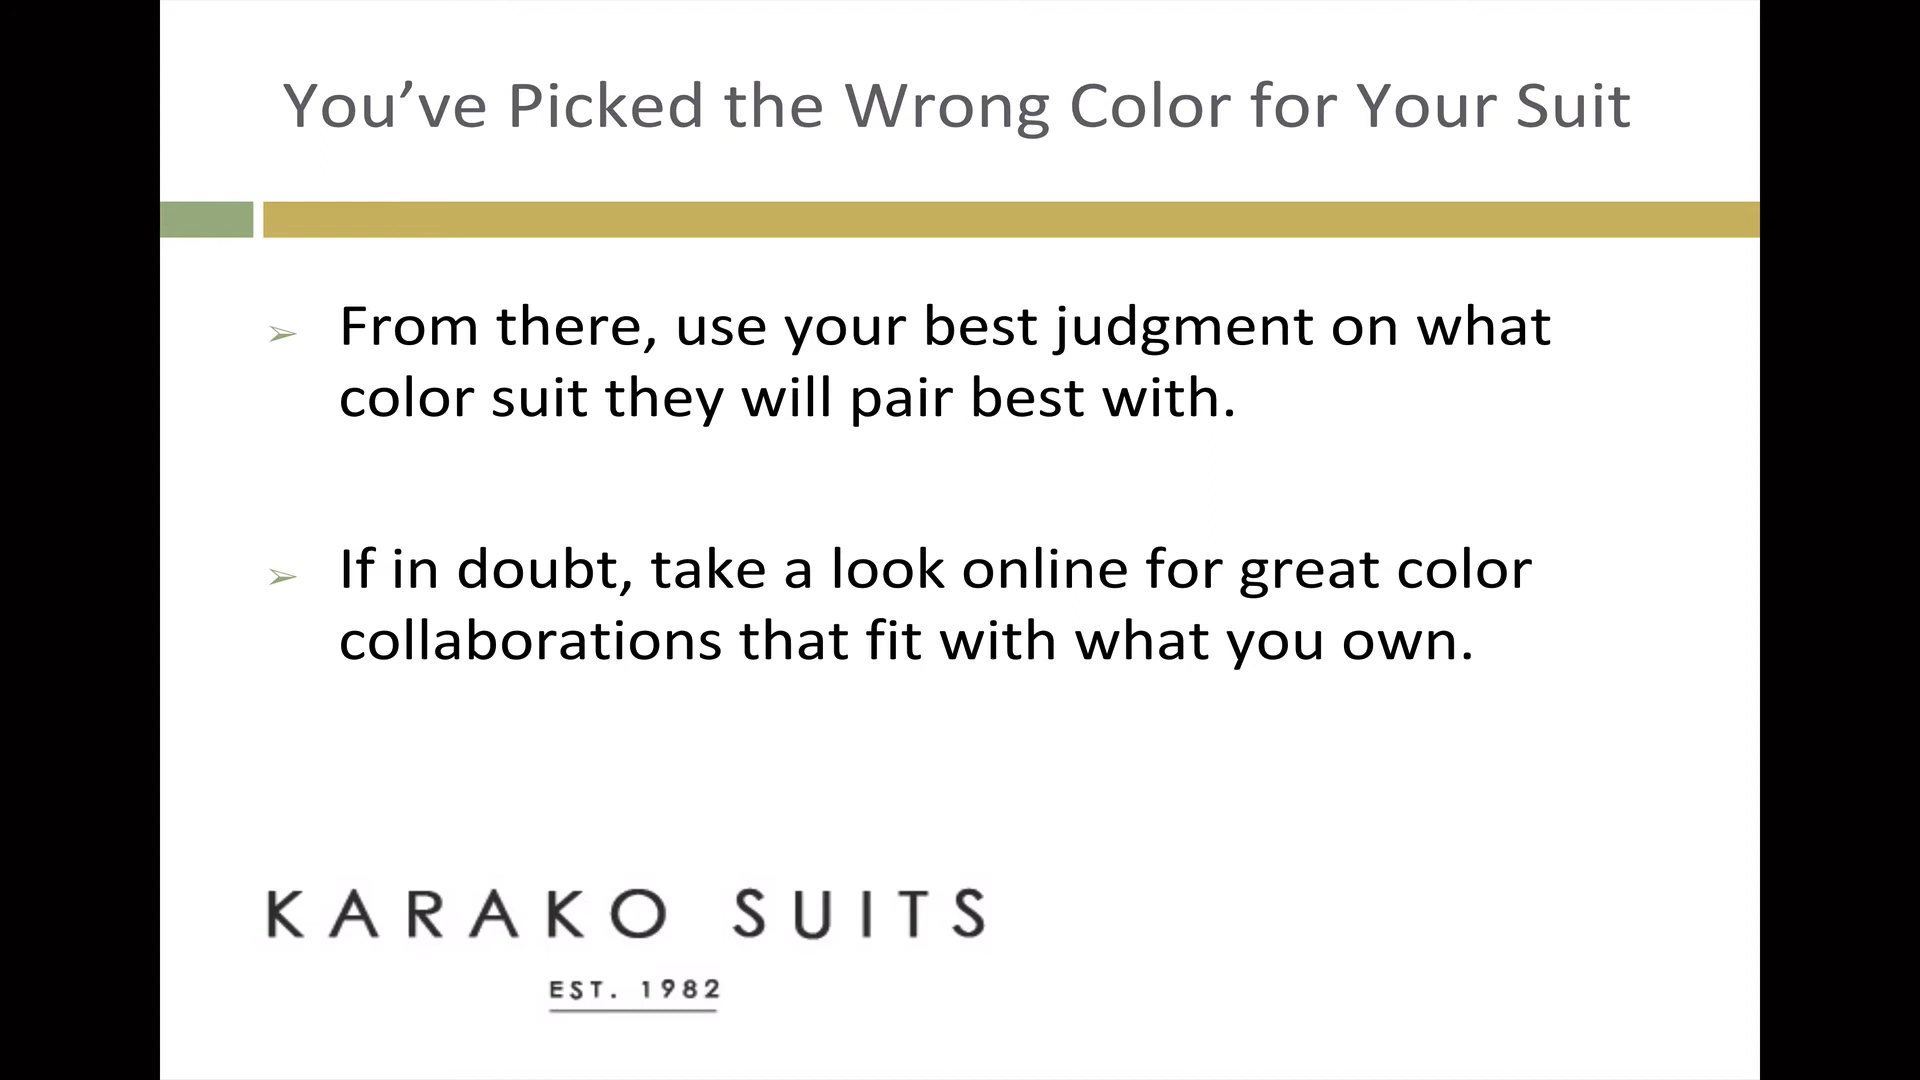 You’ve Picked the Wrong Color for Your Suit
➢ From there, use your best judgment on what
color suit they will pair best with.
➢ If in doubt, take a look online for great color
collaborations that fit with what you own.
KARAKO SUITS
EST. 1982